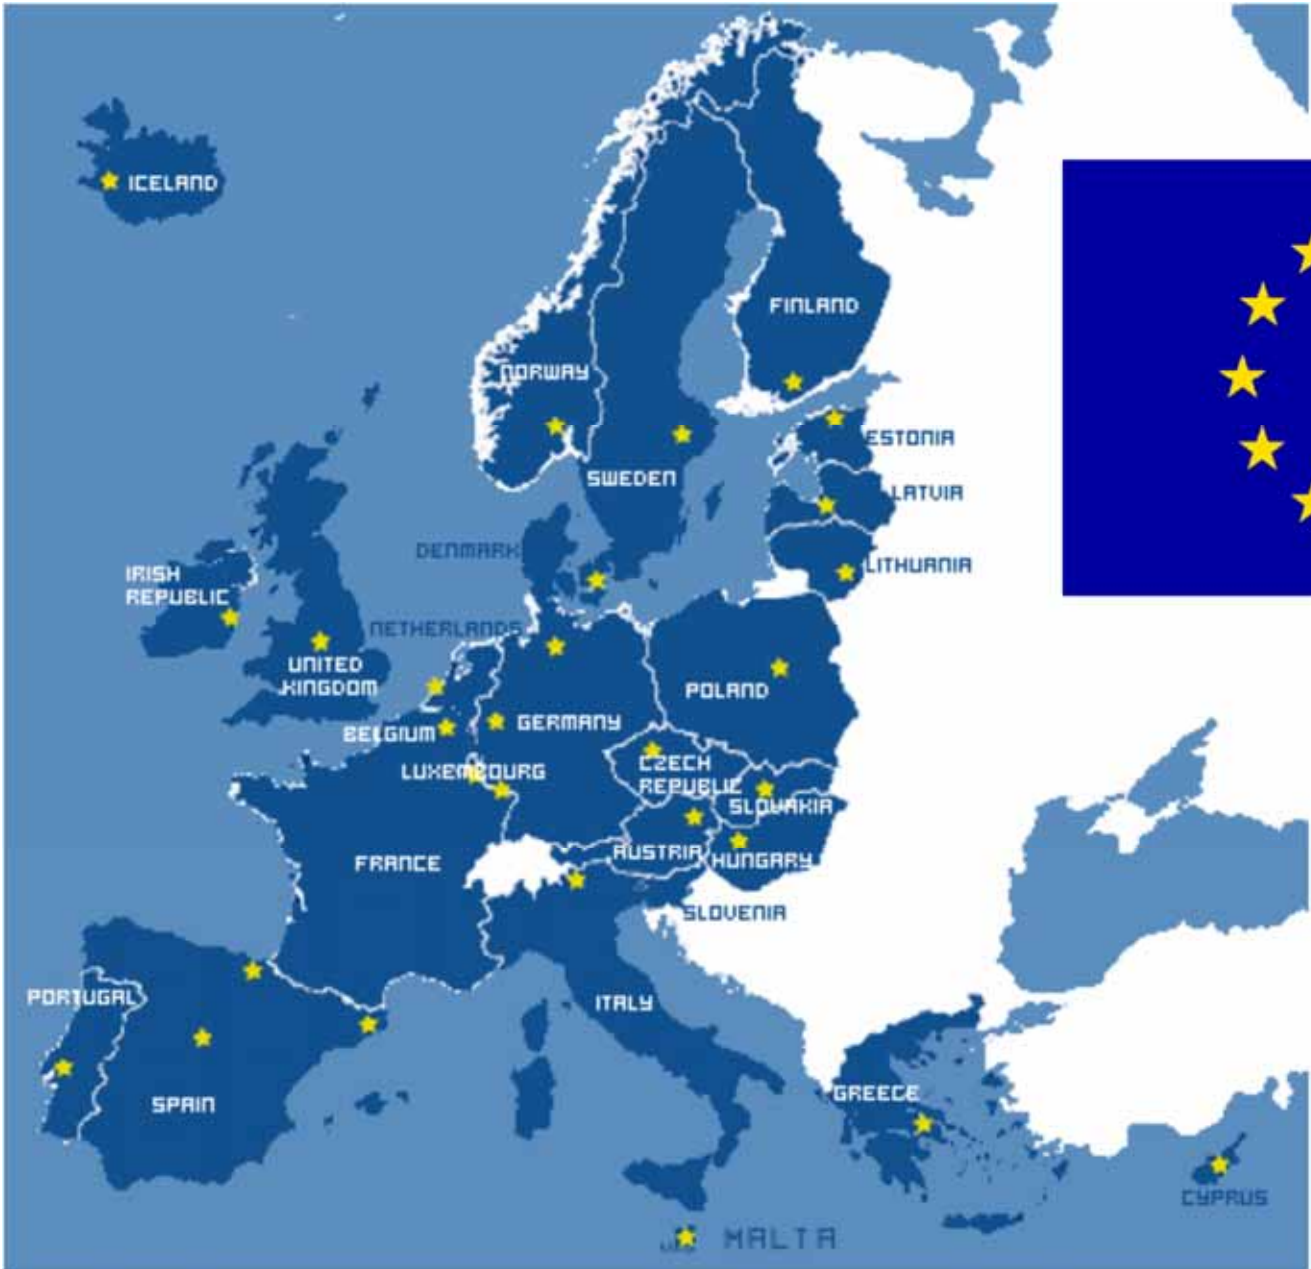 ICELAND
FINLAND
NORWAY
ESTONIA
SWEDEN
LATVIA
DENMARK
LITHUANIA
IRISH
REPUBLIC
NETHERLANDS
UNITED
KINGDOM
POLAND
GERMANY
BELGIUM
LUXEMBOURG
CZECH
REPUBLIC
SLOVAKIA
AUSTRIA
HUNGARY
FRANCE
SLOVENIA
PORTUGAL
ITALY
GREECE
SPAIN
CYPRUS
MALTA